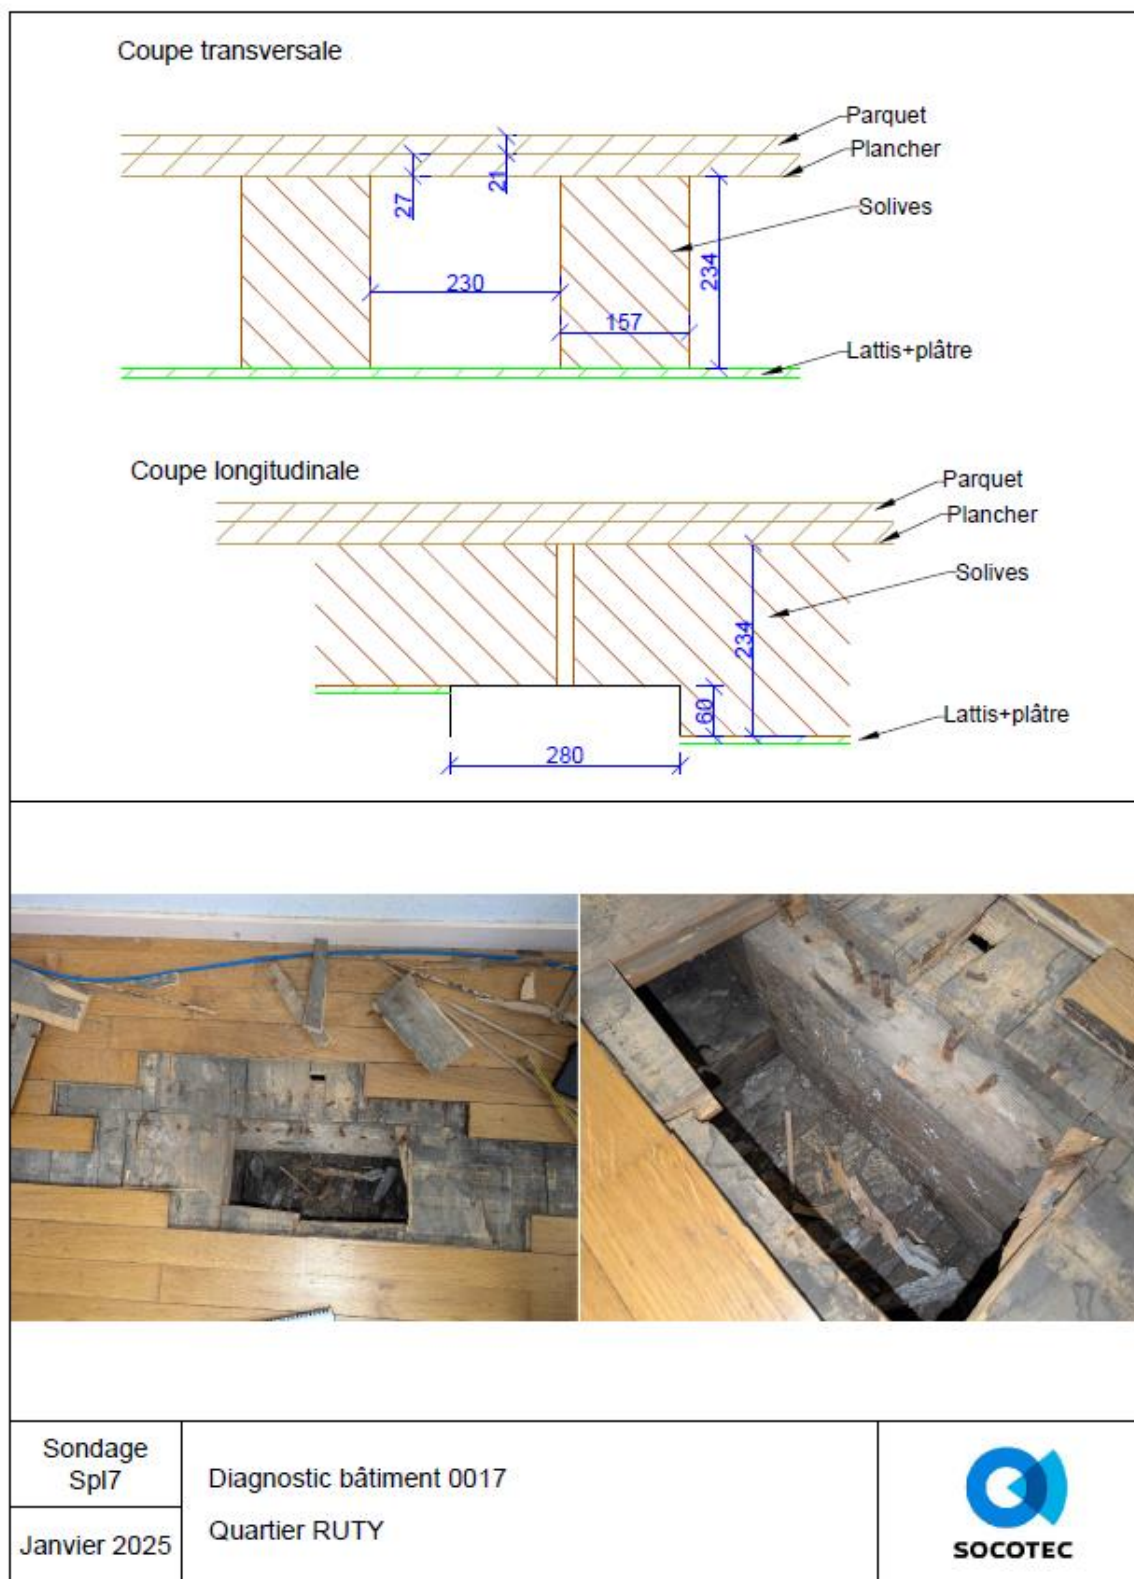 Coupe transversale
Parquet
Plancher
Solives
Lattis+plâtre
27
21
230
157
234
Coupe longitudinale
Parquet
Plancher
Solives
Lattis+plâtre
234
60
280
Sondage
Spl7
Janvier 2025
Diagnostic bâtiment 0017
Quartier RUTY
SOCOTEC